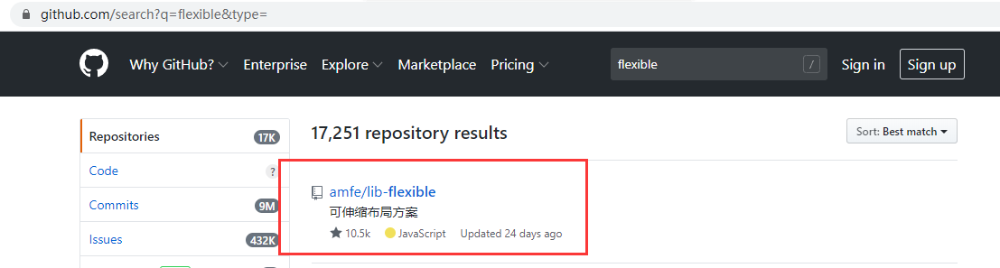 github.com/search?q=flexible&type=
Why GitHub? Enterprise Explore Marketplace Pricing flexible / Sign in Sign up
Repositories 17K
Code ?
Commits 9M
Issues 432K
17,251 repository results Sort: Best match
amfe/lib-flexible
可伸缩布局方案
10.5k JavaScript Updated 24 days ago